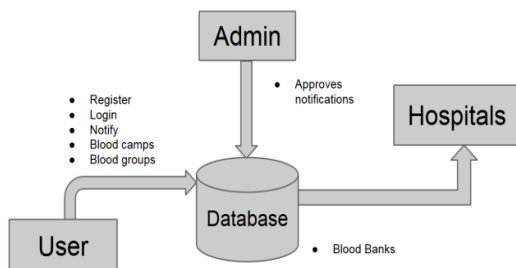 Admin
● Approves
notifications
● Register
● Login
● Notify
● Blood camps
● Blood groups
Hospitals
Database
User
● Blood Banks